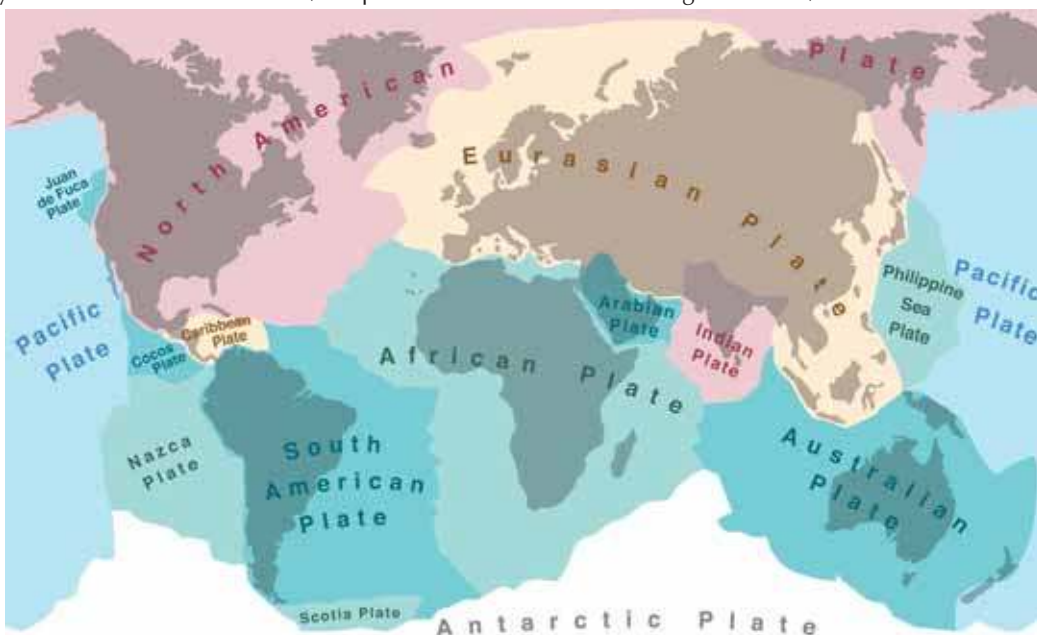 North American Plate
Eurasian Plate
Juan
de Fuca
Plate
Pacific
Plate
Cocos
Plate
Caribbean
Plate
Arabian
Plate
Indian
Plate
Philippine
Sea
Plate
Pacific
Plate
African Plate
Nazca
Plate
South
American
Plate
Australian
Plate
Scotia Plate
Antarctic Plate